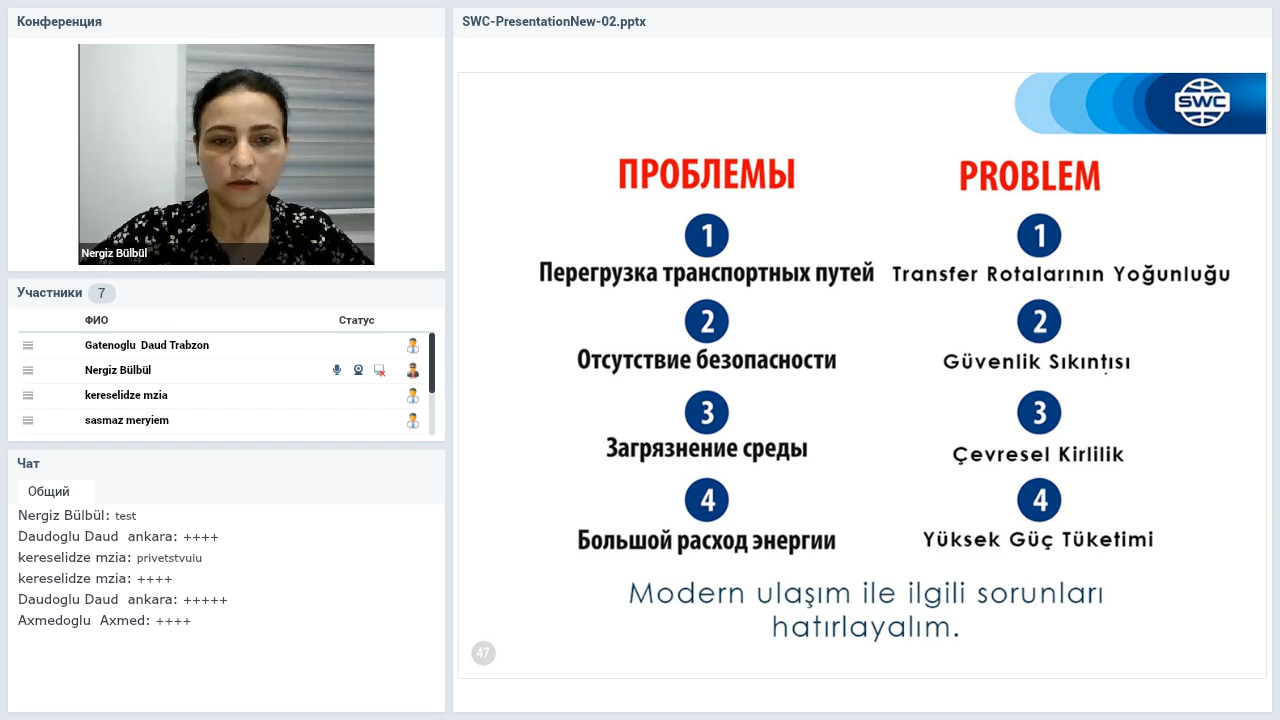 Конференция
Nergiz Bülbül
Участники 7
ФИО Статус
Gatenoglu Daud Trabzon
Nergiz Bülbül
kereselidze mzia
sasmaz meryiem
Чат
Общий
Nergiz Bülbül: test
Daudoglu Daud ankara: ++++
kereselidze mzia: privetstvuiu
kereselidze mzia: ++++
Daudoglu Daud ankara: +++++
Axmedoglu Axmed: ++++
SWC-PresentationNew-02.pptx
SWC
ПРОБЛЕМЫ
1
Перегрузка транспортных путей
2
Отсутствие безопасности
3
Загрязнение среды
4
Большой расход энергии
PROBLEM
1
Transfer Rotalarının Yoğunluğu
2
Güvenlik Sıkıntısı
3
Çevresel Kirlilik
4
Yüksek Güç Tüketimi
Modern ulaşım ile ilgili sorunları
hatırlayalım.
47